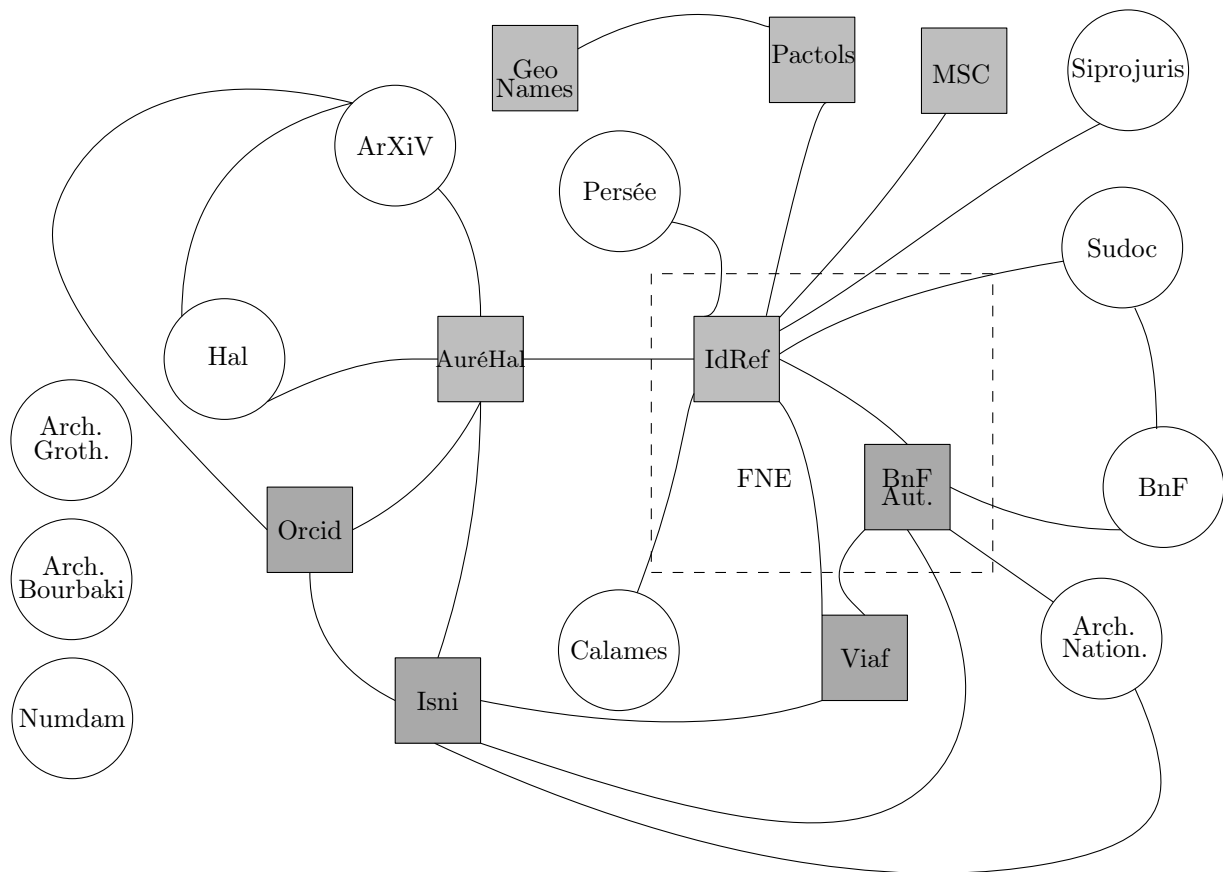 Geo
Names
Pactols
MSC
Siprojuris
ArXiV
Persée
Sudoc
Hal
AuréHal
IdRef
Arch.
Groth.
FNE
BnF
Aut.
BnF
Orcid
Arch.
Bourbaki
Calames
Viaf
Arch.
Nation.
Isni
Numdam